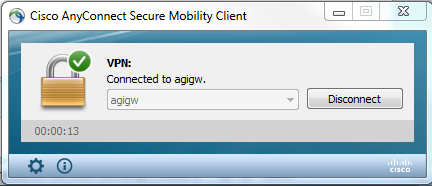 Cisco AnyConnect Secure Mobility Client
VPN:
Connected to agigw.
agigw
Disconnect
00:00:13
CISCO